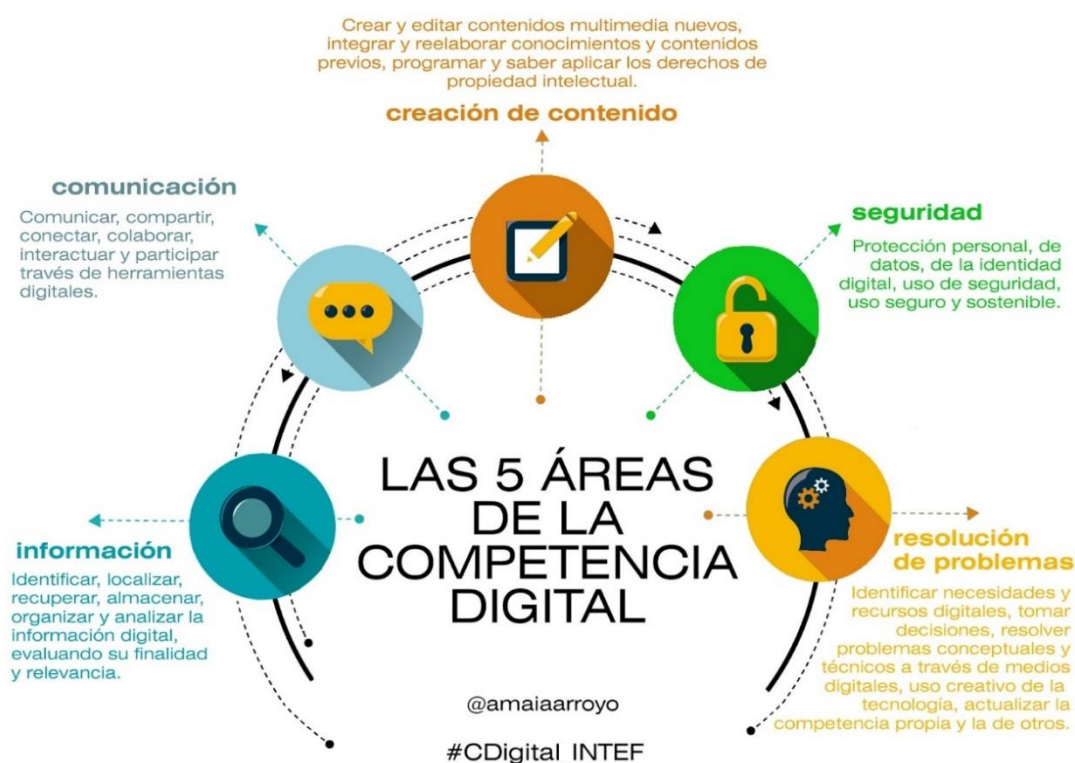 Crear y editar contenidos multimedia nuevos,
integrar y reelaborar conocimientos y contenidos
previos, programar y saber aplicar los derechos de
propiedad intelectual.
creación de contenido
comunicación
Comunicar, compartir,
conectar, colaborar,
interactuar y participar
través de herramientas
digitales.
seguridad
Protección personal, de
datos, de la identidad
digital, uso de seguridad,
uso seguro y sostenible.
LAS 5 ÁREAS
DE LA
COMPETENCIA
DIGITAL
información
Identificar, localizar,
recuperar, almacenar,
organizar y analizar la
información digital,
evaluando su finalidad
y relevancia.
resolución
de problemas
Identificar necesidades y
recursos digitales, tomar
decisiones, resolver
problemas conceptuales y
técnicos a través de medios
digitales, uso creativo de la
tecnología, actualizar la
competencia propia y la de otros.
@amaiaarroyo
#CDigital_INTEF